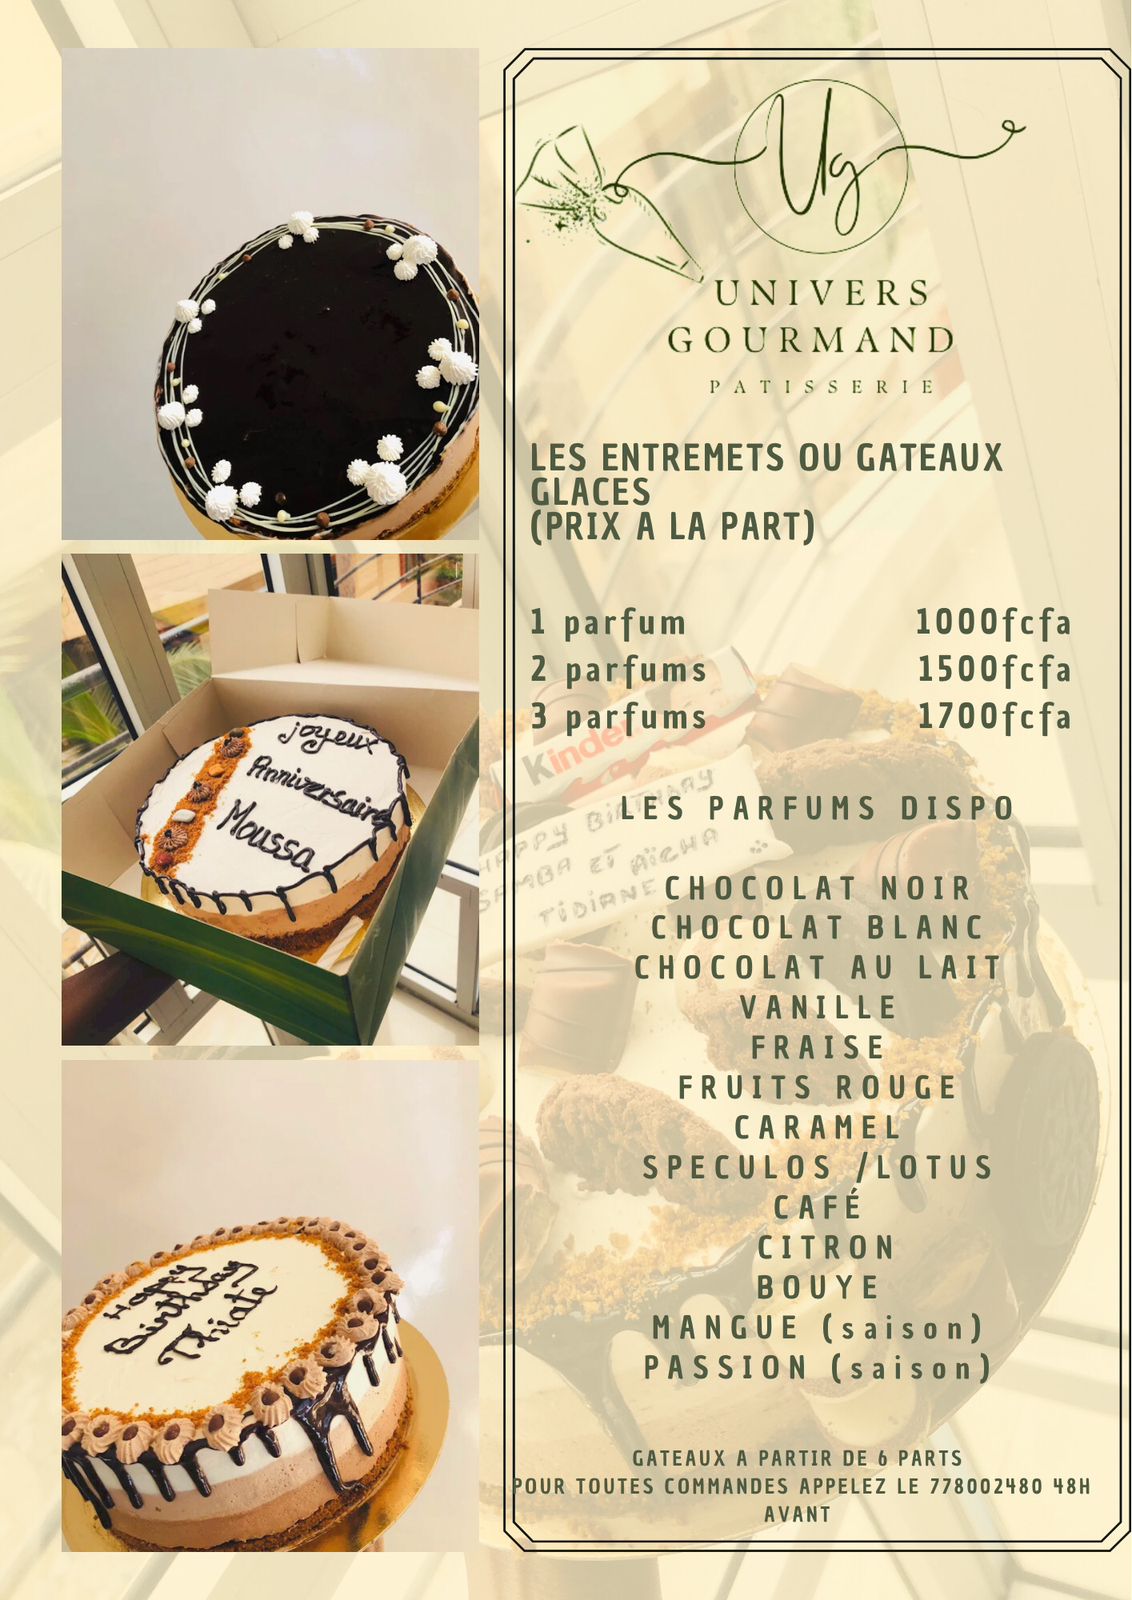 Ug
UNIVERS
GOURMAND
PATISSERIE
LES ENTREMETS OU GATEAUX
GLACES
(PRIX A LA PART)
1 parfum 1000fcfa
2 parfums 1500fcfa
3 parfums 1700fcfa
LES PARFUMS DISPO
CHOCOLAT NOIR
CHOCOLAT BLANC
CHOCOLAT AU LAIT
VANILLE
FRAISE
FRUITS ROUGE
CARAMEL
SPECULOS /LOTUS
CAFÉ
CITRON
BOUYE
MANGUE (saison)
PASSION (saison)
GATEAUX A PARTIR DE 6 PARTS
POUR TOUTES COMMANDES APPELEZ LE 778002480 48H
AVANT
joyeux
Anniversaire
Moussa
Happy
Birthday
Thiate
Kinder
HAPPY BIRTHDAY
SAMBA ET AÏCHA
TIDIANE